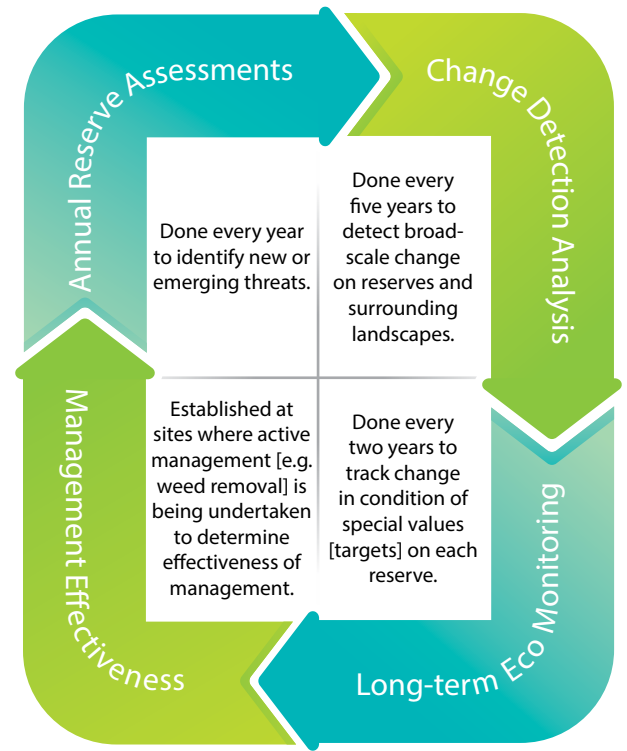 Annual Reserve Assessments
Change Detection Analysis
Done every year
to identify new or
emerging threats.
Done every
five years to
detect broad-
scale change
on reserves and
surrounding
landscapes.
Established at
sites where active
management [e.g.
weed removal] is
being undertaken
to determine
effectiveness of
management.
Done every
two years to
track change
in condition of
special values
[targets] on each
reserve.
Management Effectiveness
Long-term Eco Monitoring